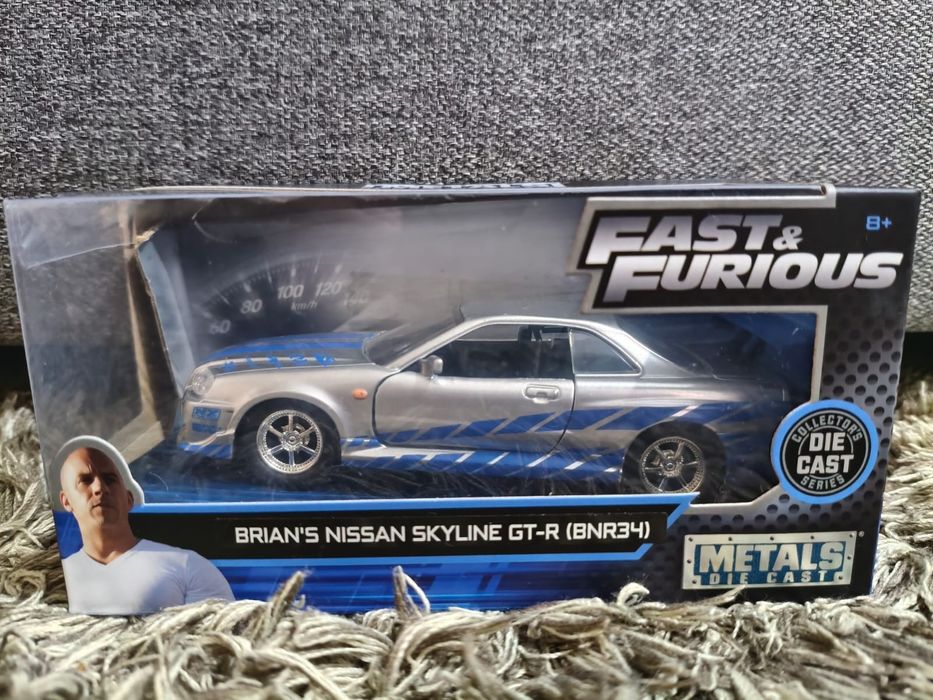 FAST &
FURIOUS
8+
60 80 100 120
km/h
COLLECTOR'S
DIE
CAST
SERIES
BRIAN'S NISSAN SKYLINE GT-R (BNR34)
METALS®
DIE CAST